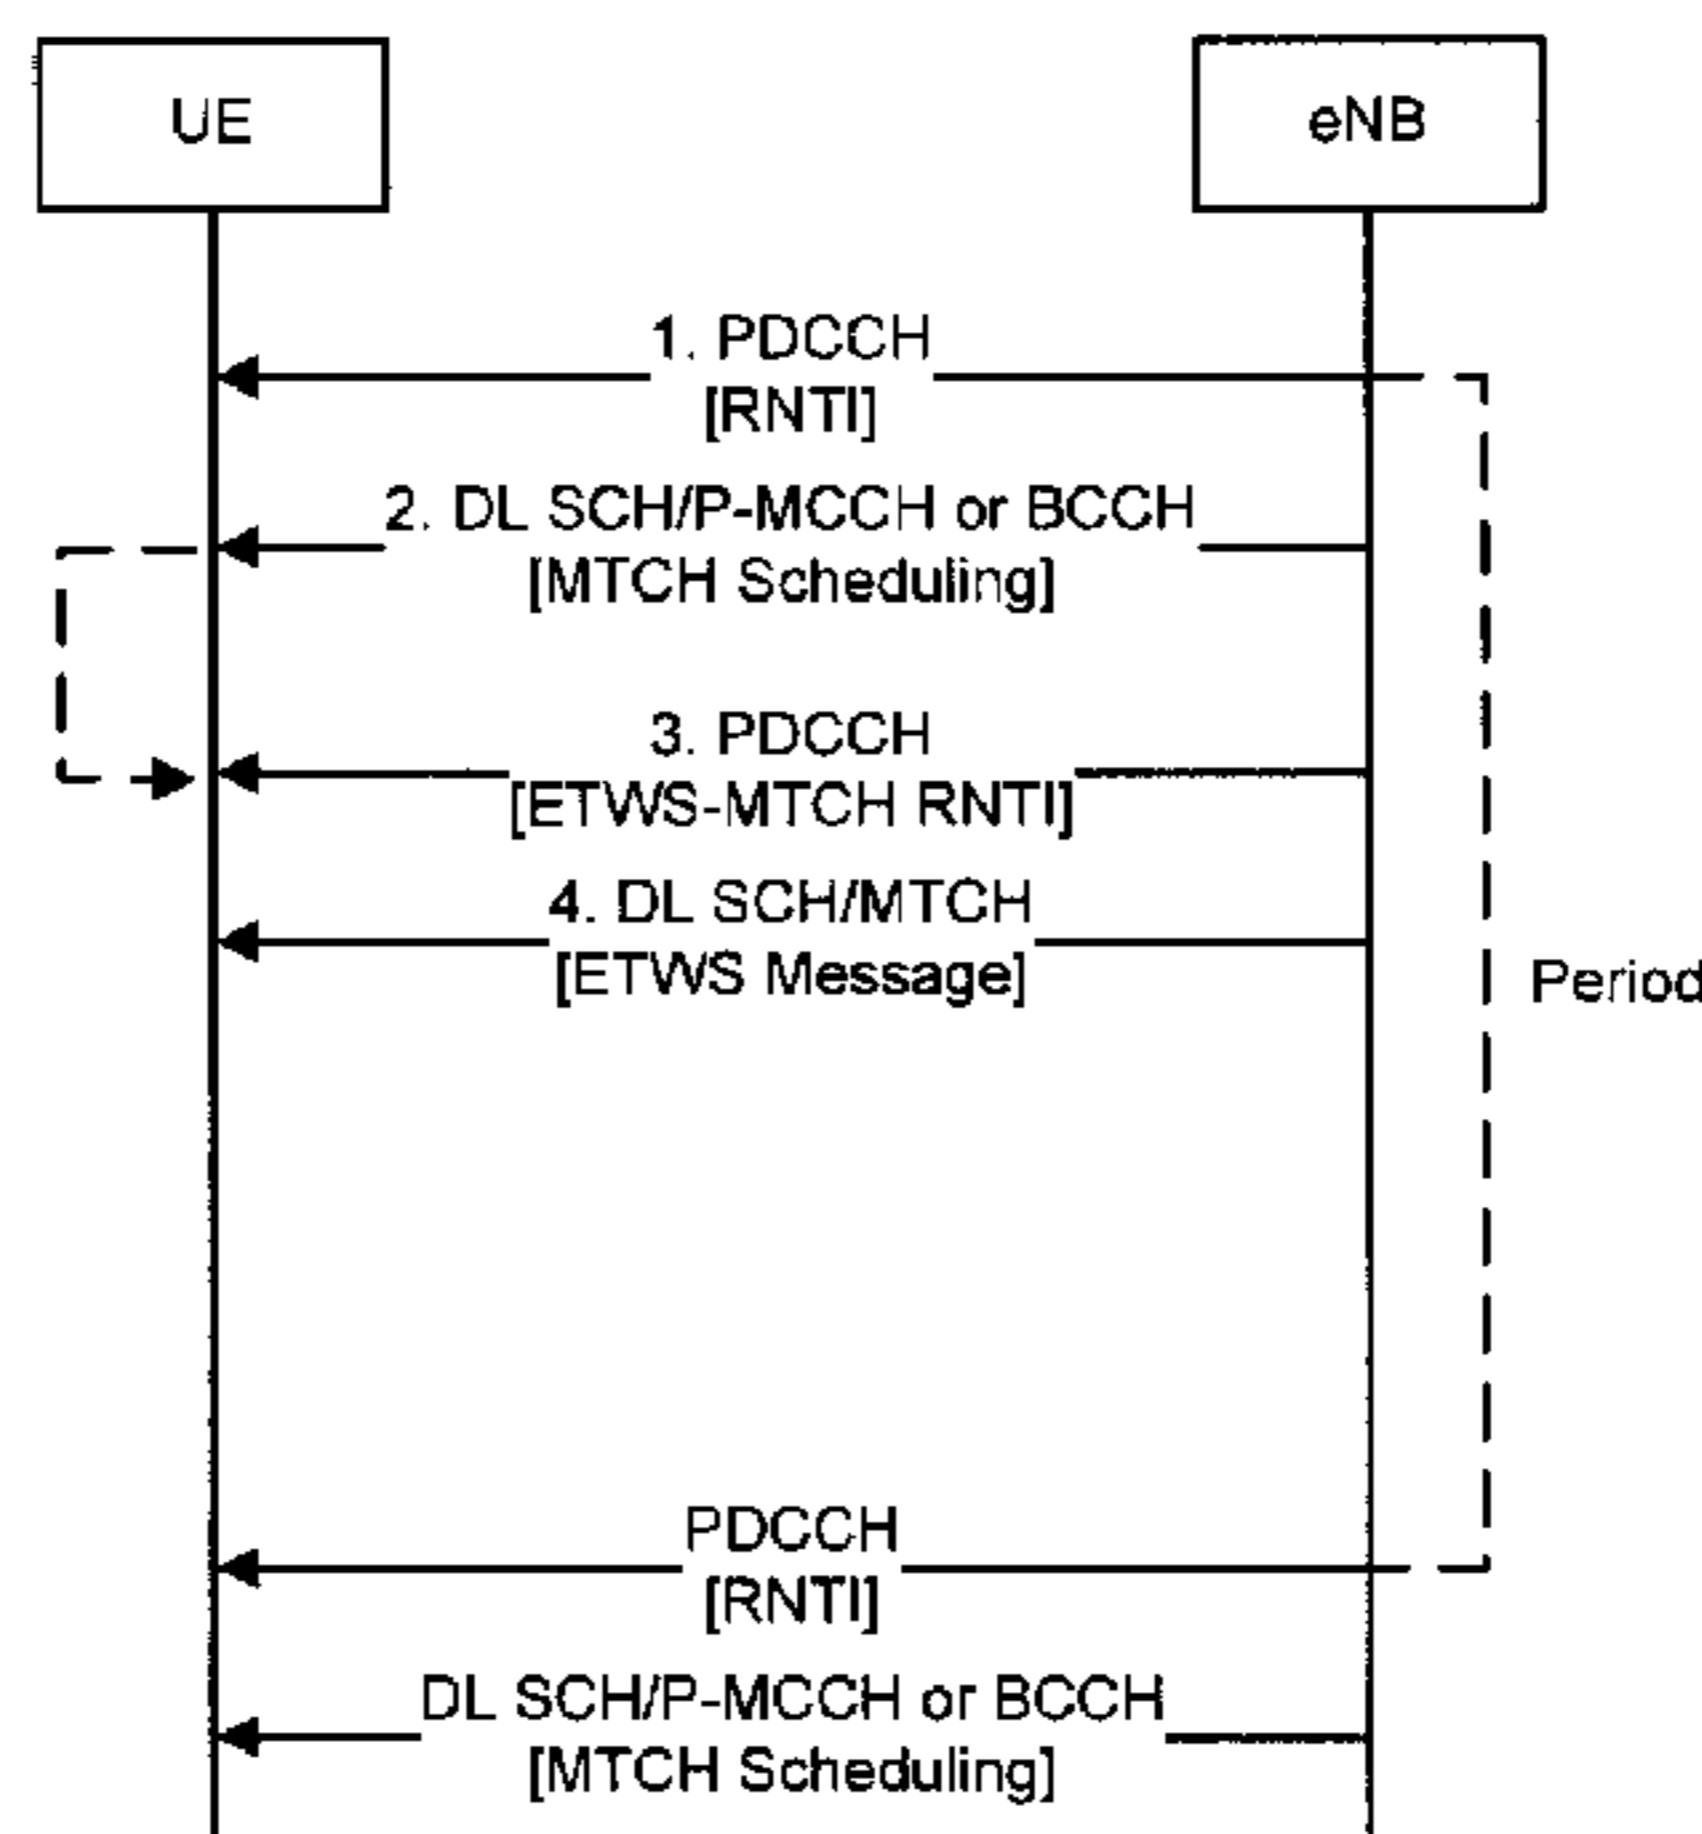 UE
eNB
1. PDCCH
[RNTI]
2. DL SCH/P-MCCH or BCCH
[MTCH Scheduling]
3. PDCCH
[ETWS-MTCH RNTI]
4. DL SCH/MTCH
[ETWS Message]
Period
PDCCH
[RNTI]
DL SCH/P-MCCH or BCCH
[MTCH Scheduling]